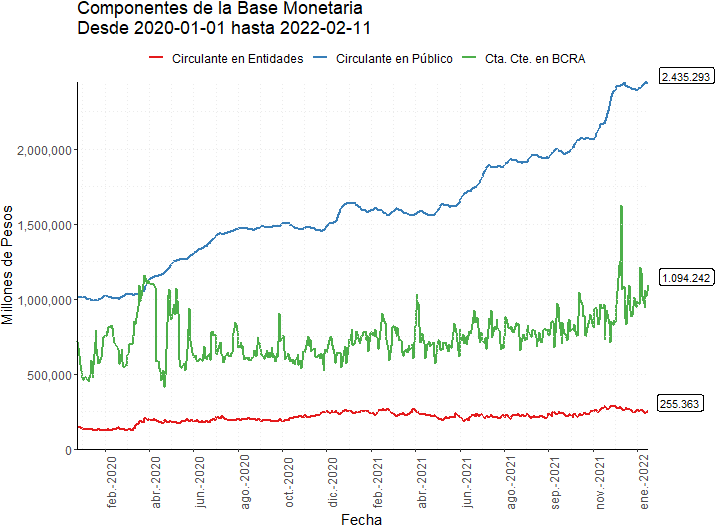 Componentes de la Base Monetaria
Desde 2020-01-01 hasta 2022-02-11
Circulante en Entidades Circulante en Público Cta. Cte. en BCRA
2.435.293
2,000,000
1,500,000
1.094.242
1,000,000
500,000
255.363
0
Millones de Pesos
feb.-2020 abr.-2020 jun.-2020 ago.-2020 oct.-2020 dic.-2020 feb.-2021 abr.-2021 jun.-2021 ago.-2021 sep.-2021 nov.-2021 ene.-2022
Fecha